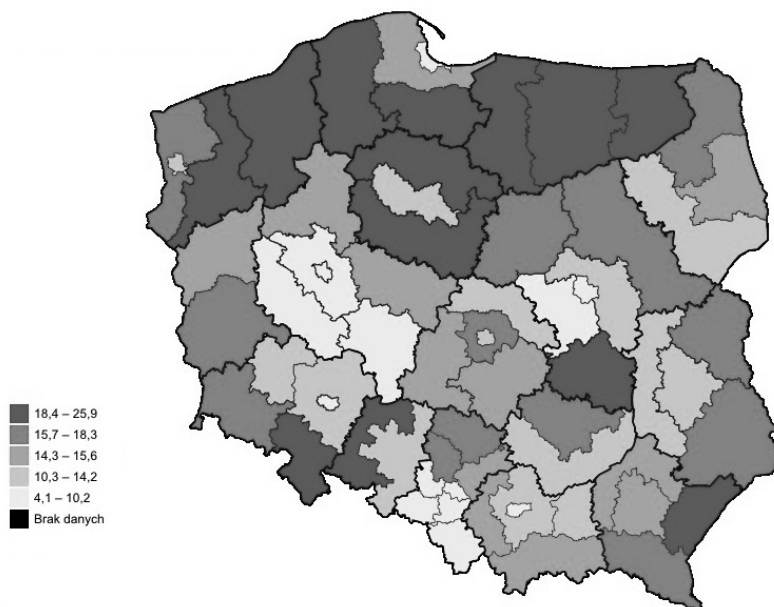 18,4 – 25,9
15,7 – 18,3
14,3 – 15,6
10,3 – 14,2
4,1 – 10,2
Brak danych